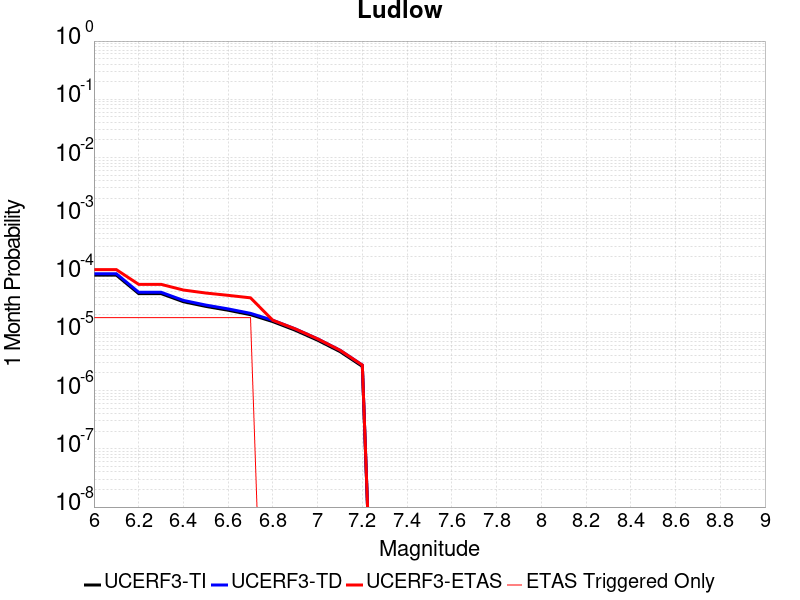 Ludlow
10^0
10^-1
10^-2
10^-3
10^-4
10^-5
10^-6
10^-7
10^-8
1 Month Probability
6 6.2 6.4 6.6 6.8 7 7.2 7.4 7.6 7.8 8 8.2 8.4 8.6 8.8 9
Magnitude
UCERF3-TI UCERF3-TD UCERF3-ETAS ETAS Triggered Only